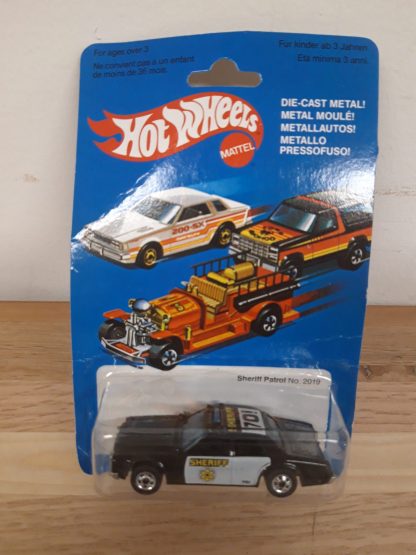 For ages over 3
Ne convient pas a un enfant
de moins de 36 mois.
Für kinder ab 3 Jahren.
Eta minima 3 anni.
HOT WHEELS
MATTEL
DIE-CAST METAL!
METAL MOULÉ!
METALLAUTOS!
METALLO
PRESSOFUSO!
200-SX
Sheriff Patrol No. 2019
701
SHERIFF